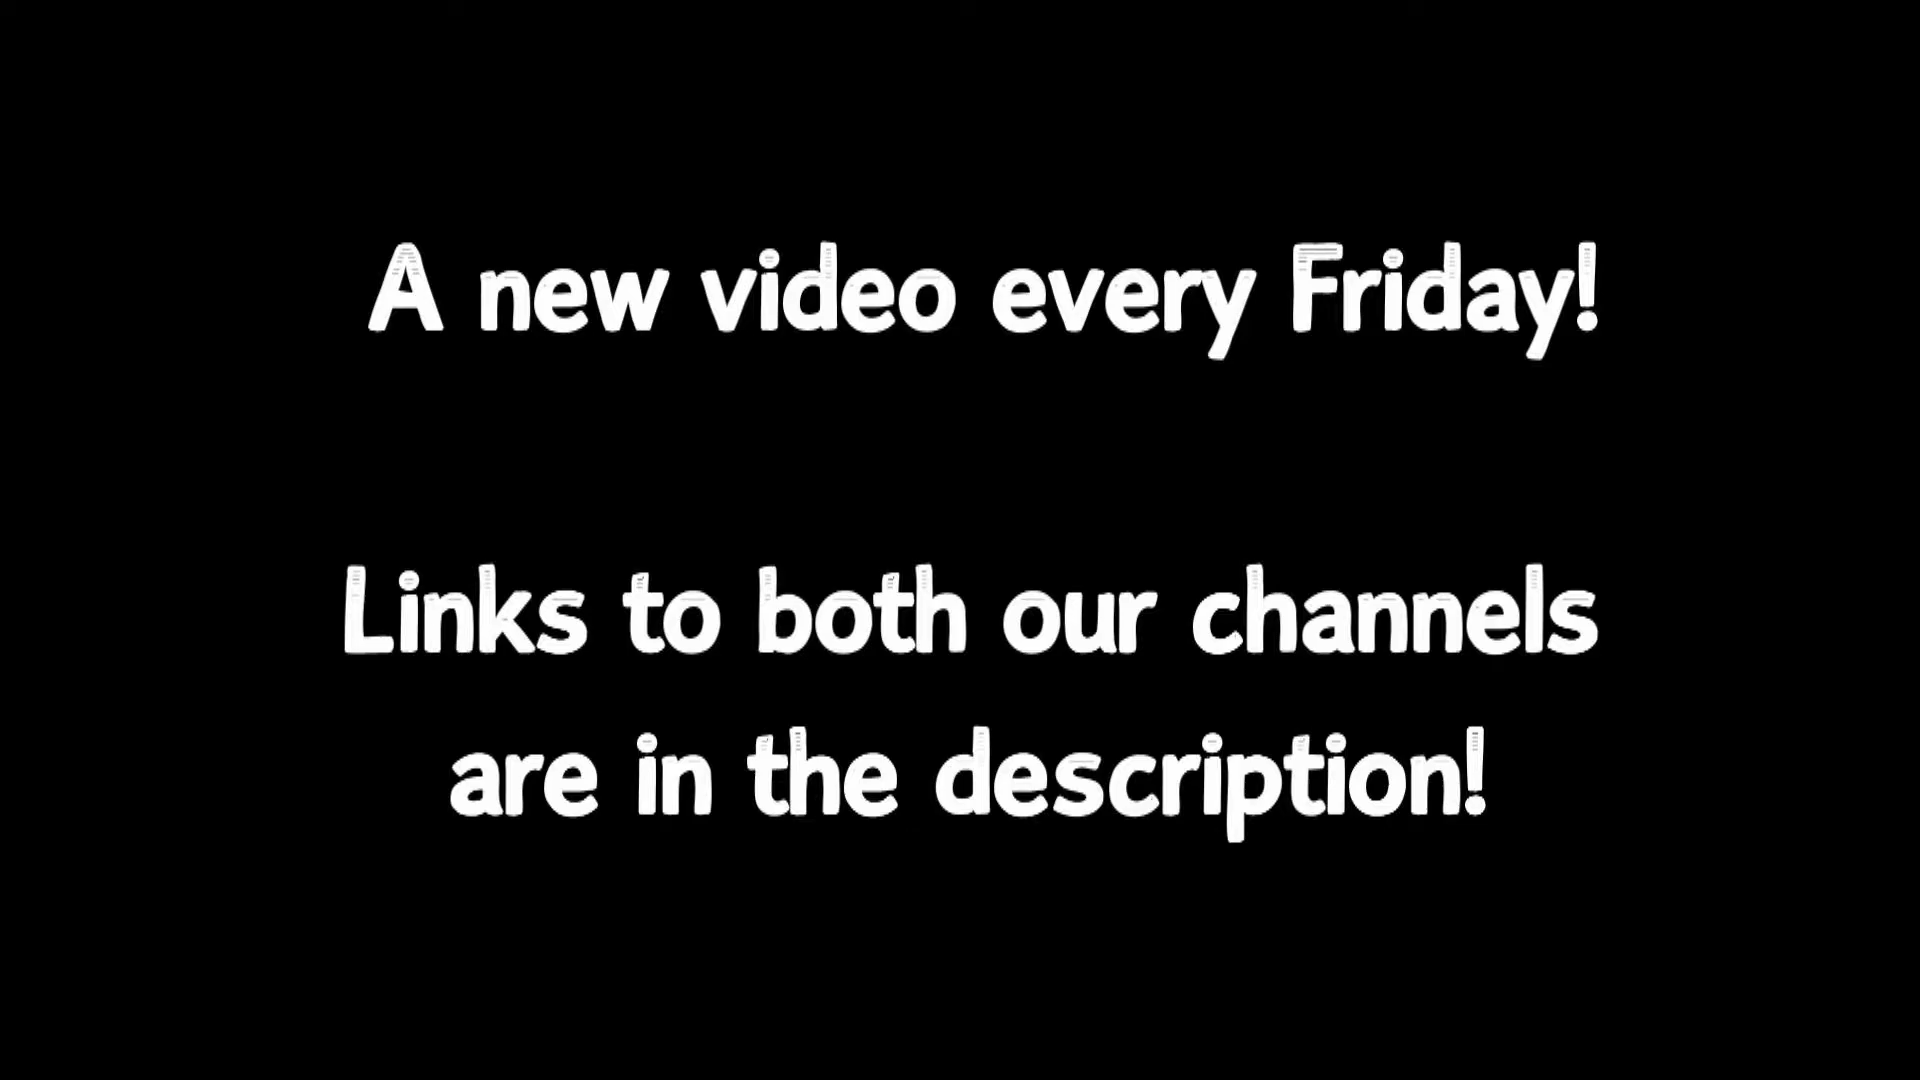 A new video every Friday!
Links to both our channels
are in the description!